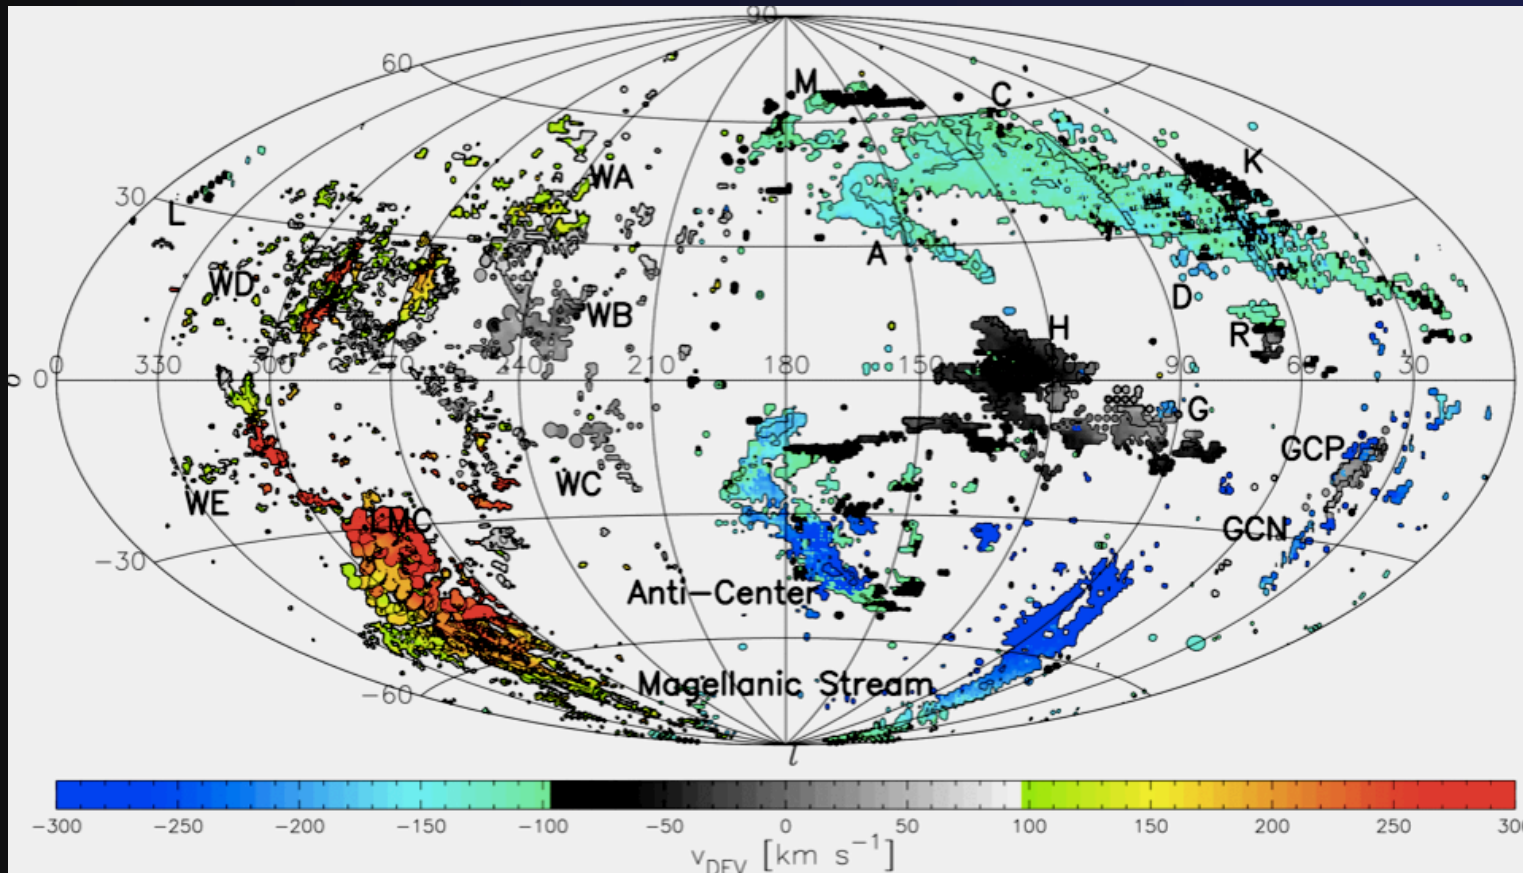 90
60
M
C
K
WA
30
L
A
WD
D
WB
H
R
0
0
330
300
270
240
210
180
150
90
60
30
G
GCP
WC
WE
LMC
GCN
−30
Anti−Center
Magellanic Stream
−60
l
−300 −250 −200 −150 −100 −50 0 50 100 150 200 250 300
v_DEV [km s⁻¹]